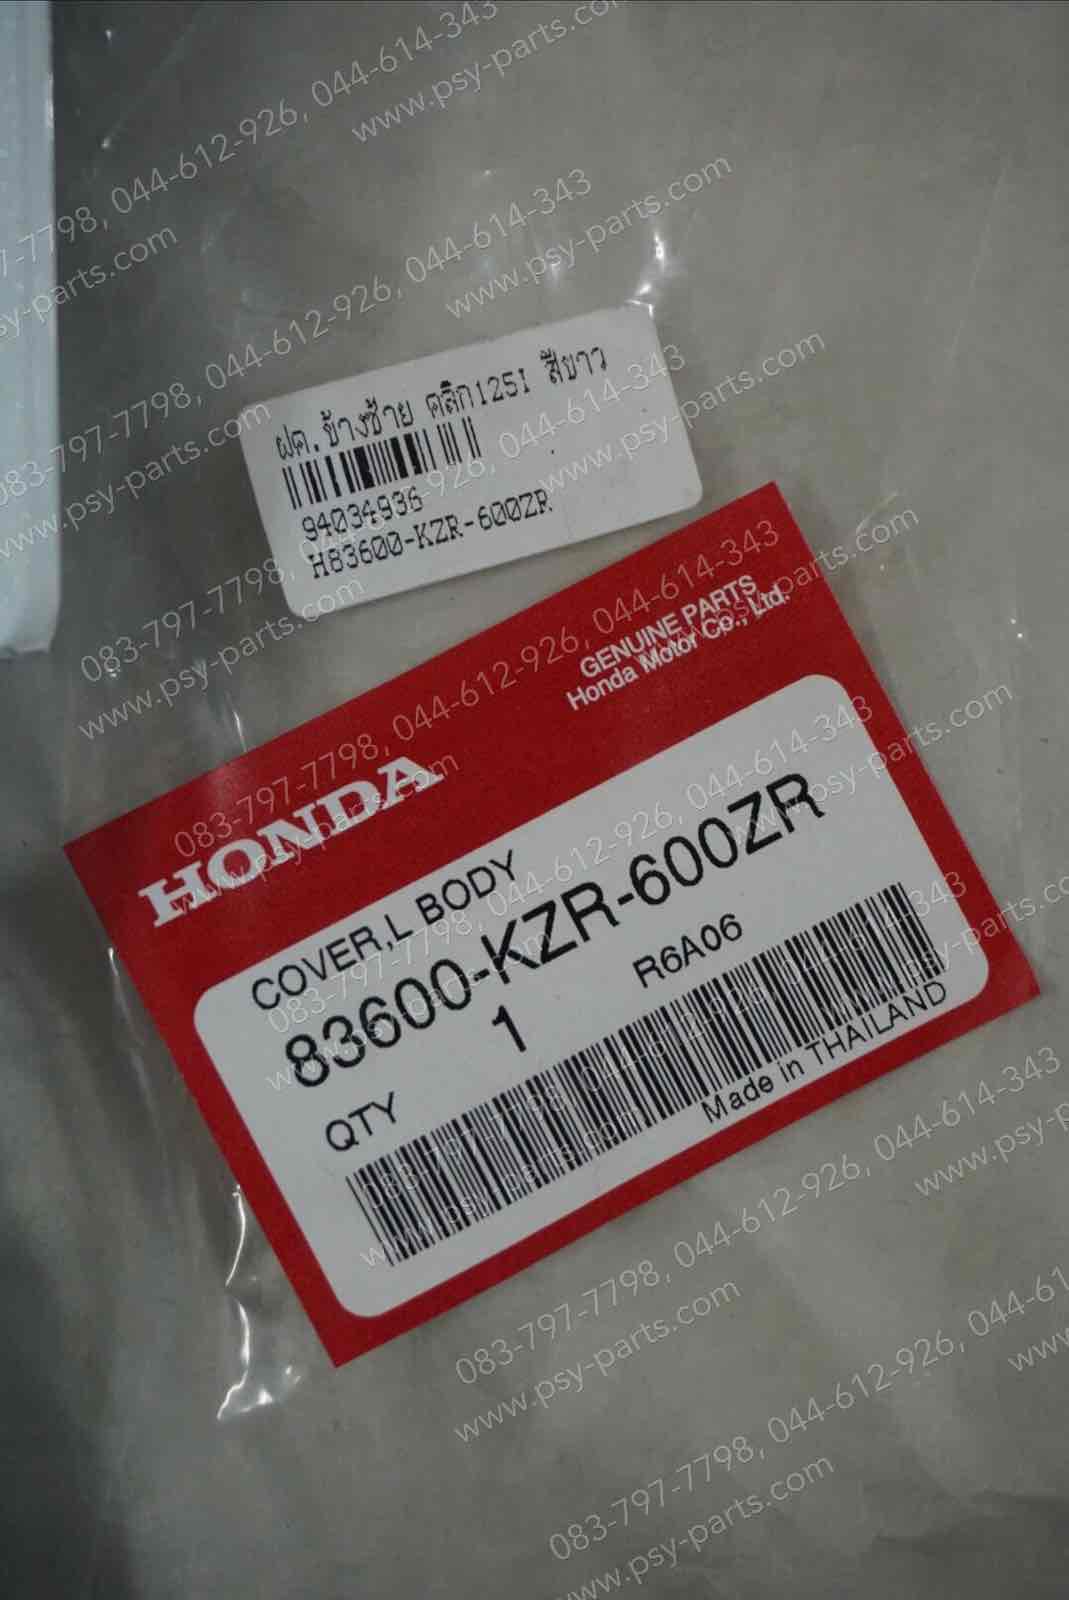 083-797-7798, 044-612-926, 044-614-343
www.psy-parts.com
ฝค.ข้างซ้าย คลิก125I สีขาว
94034936
H83600-KZR-600ZR
GENUINE PARTS
Honda Motor Co., Ltd.
HONDA
COVER,L BODY
83600-KZR-600ZR
QTY 1 R6A06
Made in THAILAND